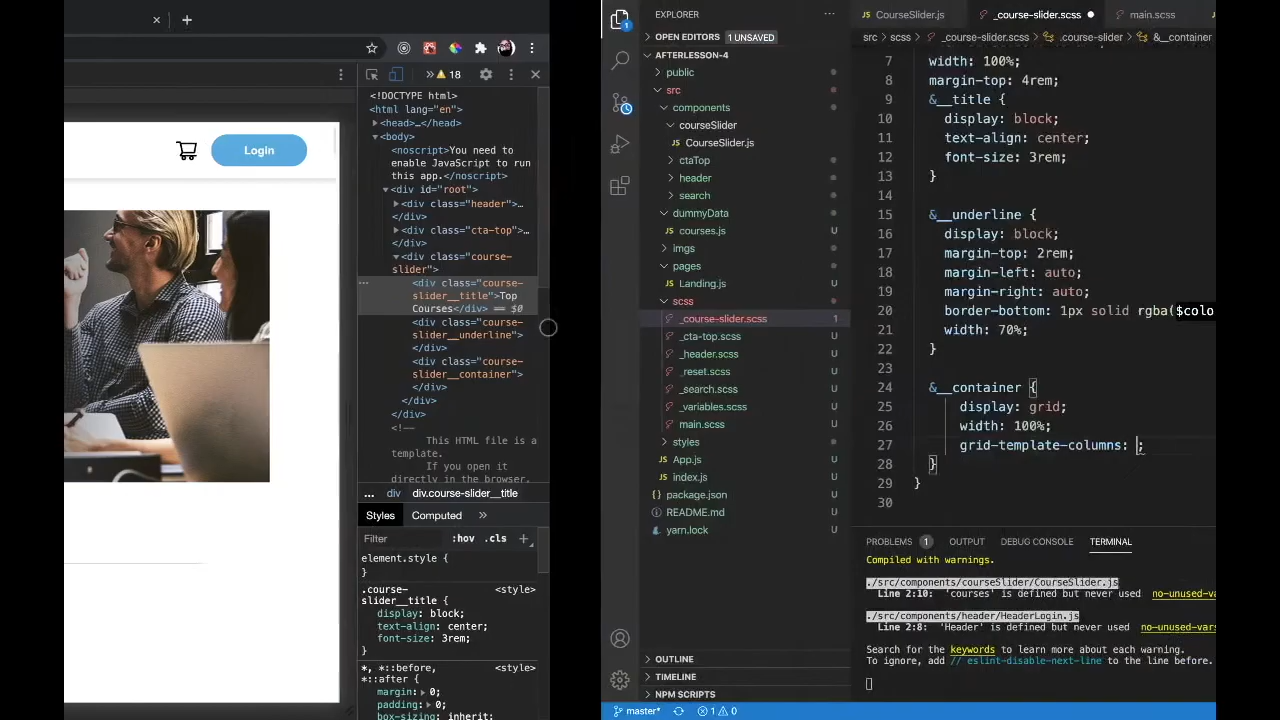 18
<!DOCTYPE html>
<html lang="en">
<head>…</head>
<body>
<noscript>You need to
enable JavaScript to run
this app.</noscript>
<div id="root">
<div class="header">…
</div>
<div class="cta-top">…
</div>
<div class="course-
slider">
<div class="course-
slider__title">Top
Courses</div> == $0
<div class="course-
slider__underline">
</div>
<div class="course-
slider__container">
</div>
</div>
</div>
<!--
This HTML file is a
template.
If you open it
directly in the browser,
Login
... div div.course-slider__title
Styles Computed
Filter :hov .cls
element.style {
}
.course-
slider__title { <style>
display: block;
text-align: center;
font-size: 3rem;
}
*, *::before, <style>
*::after {
margin: 0;
padding: 0;
box-sizing: inherit;
EXPLORER
OPEN EDITORS 1 UNSAVED
AFTERLESSON-4
public
src
components
courseSlider
CourseSlider.js
ctaTop
header
search
dummyData
courses.js U
imgs
pages
Landing.js U
scss
_course-slider.scss 1
_cta-top.scss U
_header.scss U
_reset.scss U
_search.scss U
_variables.scss U
main.scss U
styles
App.js U
index.js U
package.json U
README.md U
yarn.lock U
OUTLINE
TIMELINE
NPM SCRIPTS
CourseSlider.js _course-slider.scss main.scss
src > scss > _course-slider.scss > .course-slider > &__container
7 width: 100%;
8 margin-top: 4rem;
9 &__title {
10 display: block;
11 text-align: center;
12 font-size: 3rem;
13 }
14
15 &__underline {
16 display: block;
17 margin-top: 2rem;
18 margin-left: auto;
19 margin-right: auto;
20 border-bottom: 1px solid rgba($colo
21 width: 70%;
22 }
23
24 &__container {
25 display: grid;
26 width: 100%;
27 grid-template-columns: ;
28 }
29 }
30
PROBLEMS 1 OUTPUT DEBUG CONSOLE TERMINAL
Compiled with warnings.
./src/components/courseSlider/CourseSlider.js
Line 2:10: 'courses' is defined but never used no-unused-vars
./src/components/header/HeaderLogin.js
Line 2:8: 'Header' is defined but never used no-unused-vars
Search for the keywords to learn more about each warning.
To ignore, add // eslint-disable-next-line to the line before.
master* 1 0